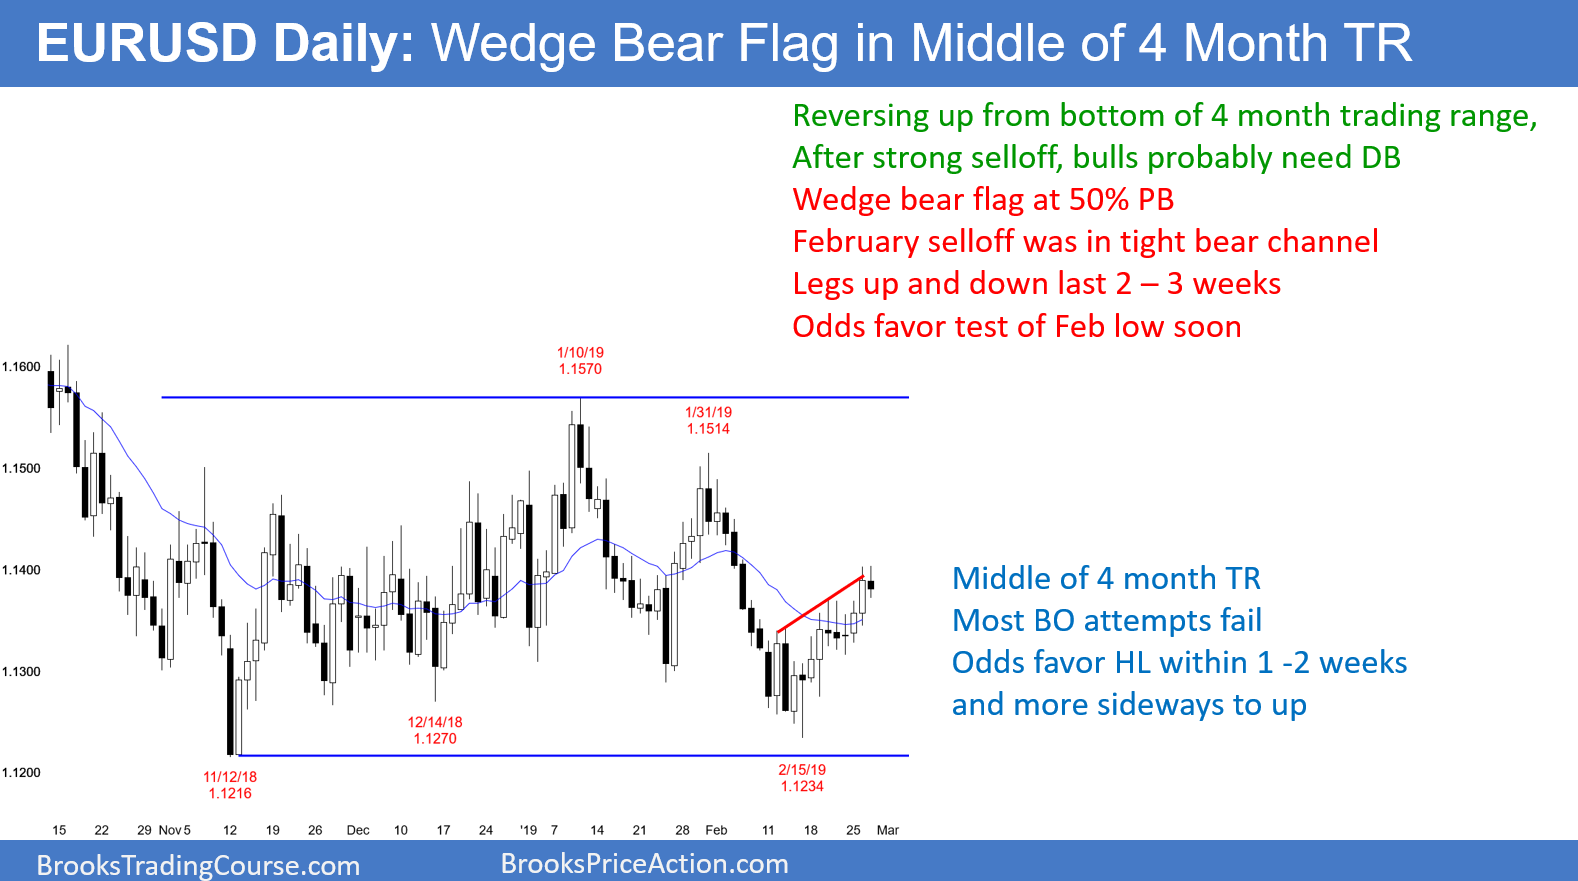 EURUSD Daily: Wedge Bear Flag in Middle of 4 Month TR
Reversing up from bottom of 4 month trading range,
After strong selloff, bulls probably need DB
Wedge bear flag at 50% PB
February selloff was in tight bear channel
Legs up and down last 2 – 3 weeks
Odds favor test of Feb low soon
1/10/19
1.1570
1.1600
1/31/19
1.1514
1.1500
1.1400
Middle of 4 month TR
Most BO attempts fail
Odds favor HL within 1 -2 weeks
and more sideways to up
1.1300
12/14/18
1.1270
1.1200
11/12/18
1.1216
2/15/19
1.1234
15 22 29 Nov 5 12 19 26 Dec 10 17 24 '19 7 14 21 28 Feb 11 18 25 Mar
BrooksTradingCourse.com
BrooksPriceAction.com